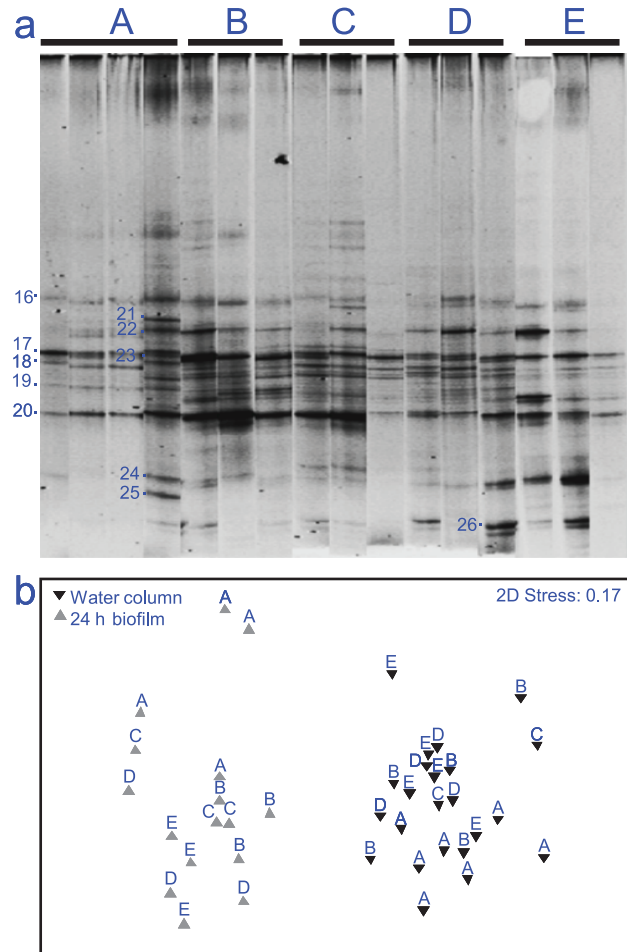 a A B C D E
16
21
22
17
23
18
19
20
24
25
26
b Water column 2D Stress: 0.17
24 h biofilm
A
A
E
B
A
C
C D
E
D B
A E
D B
E
B D
C
B
D A
C C
A
E E
A B
B B A
E
A
A
D
D
A
E